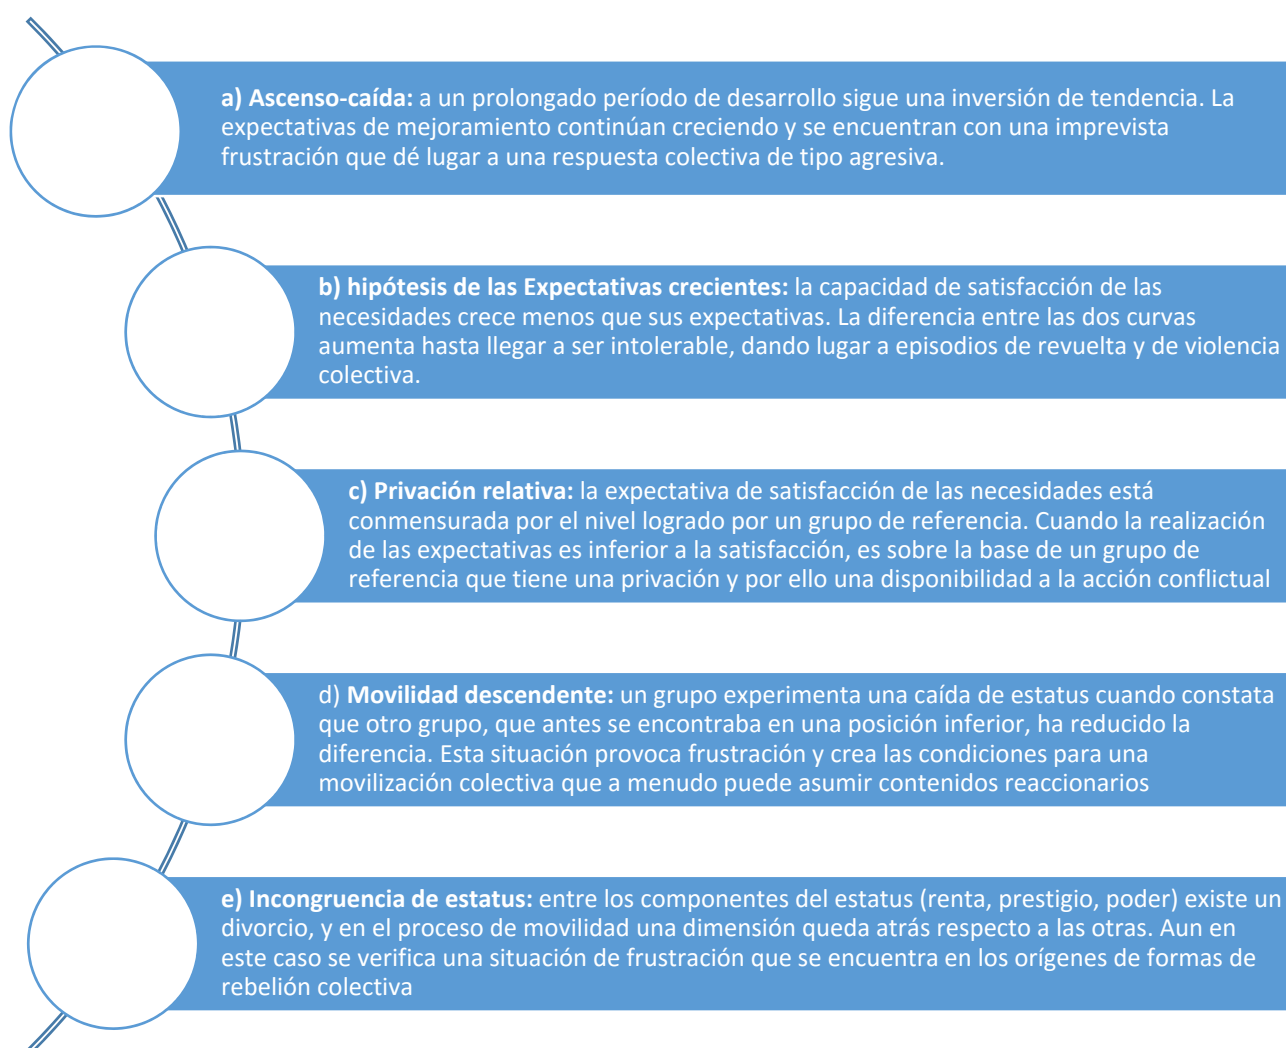 a) Ascenso-caída: a un prolongado período de desarrollo sigue una inversión de tendencia. La
expectativas de mejoramiento continúan creciendo y se encuentran con una imprevista
frustración que dé lugar a una respuesta colectiva de tipo agresiva.
b) hipótesis de las Expectativas crecientes: la capacidad de satisfacción de las
necesidades crece menos que sus expectativas. La diferencia entre las dos curvas
aumenta hasta llegar a ser intolerable, dando lugar a episodios de revuelta y de violencia
colectiva.
c) Privación relativa: la expectativa de satisfacción de las necesidades está
conmensurada por el nivel logrado por un grupo de referencia. Cuando la realización
de las expectativas es inferior a la satisfacción, es sobre la base de un grupo de
referencia que tiene una privación y por ello una disponibilidad a la acción conflictual
d) Movilidad descendente: un grupo experimenta una caída de estatus cuando constata
que otro grupo, que antes se encontraba en una posición inferior, ha reducido la
diferencia. Esta situación provoca frustración y crea las condiciones para una
movilización colectiva que a menudo puede asumir contenidos reaccionarios
e) Incongruencia de estatus: entre los componentes del estatus (renta, prestigio, poder) existe un
divorcio, y en el proceso de movilidad una dimensión queda atrás respecto a las otras. Aun en
este caso se verifica una situación de frustración que se encuentra en los orígenes de formas de
rebelión colectiva